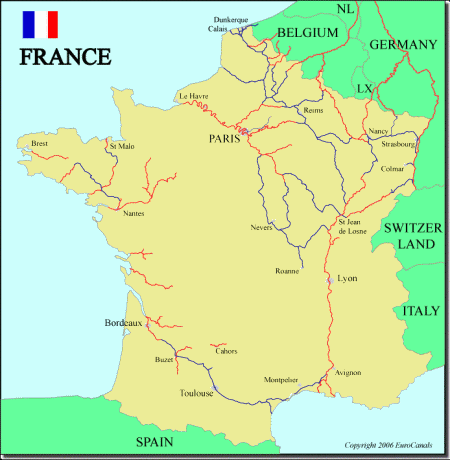 FRANCE
Dunkerque
Calais
NL
BELGIUM
GERMANY
LX
Le Havre
Reims
PARIS
Nancy
Strasbourg
Colmar
Brest
St Malo
Nantes
Nevers
St Jean
de Losne
SWITZER
LAND
Roanne
Lyon
ITALY
Bordeaux
Buzet
Cahors
Toulouse
Montpelier
Avignon
SPAIN
Copyright 2006 EuroCanals